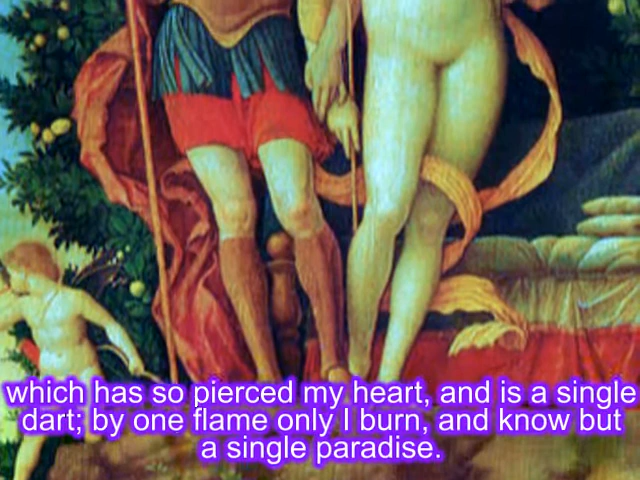 which has so pierced my heart, and is a single
dart; by one flame only I burn, and know but
a single paradise.